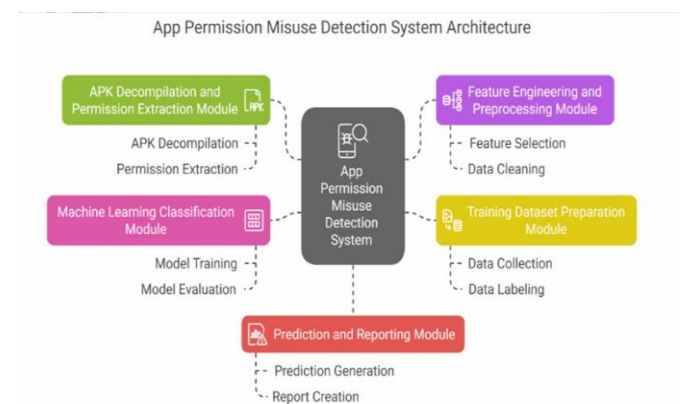 App Permission Misuse Detection System Architecture
APK Decompilation and
Permission Extraction Module
APK
APK Decompilation
Permission Extraction
Feature Engineering and
Preprocessing Module
Feature Selection
Data Cleaning
App
Permission
Misuse
Detection
System
Machine Learning Classification
Module
Model Training
Model Evaluation
Training Dataset Preparation
Module
Data Collection
Data Labeling
Prediction and Reporting Module
Prediction Generation
Report Creation